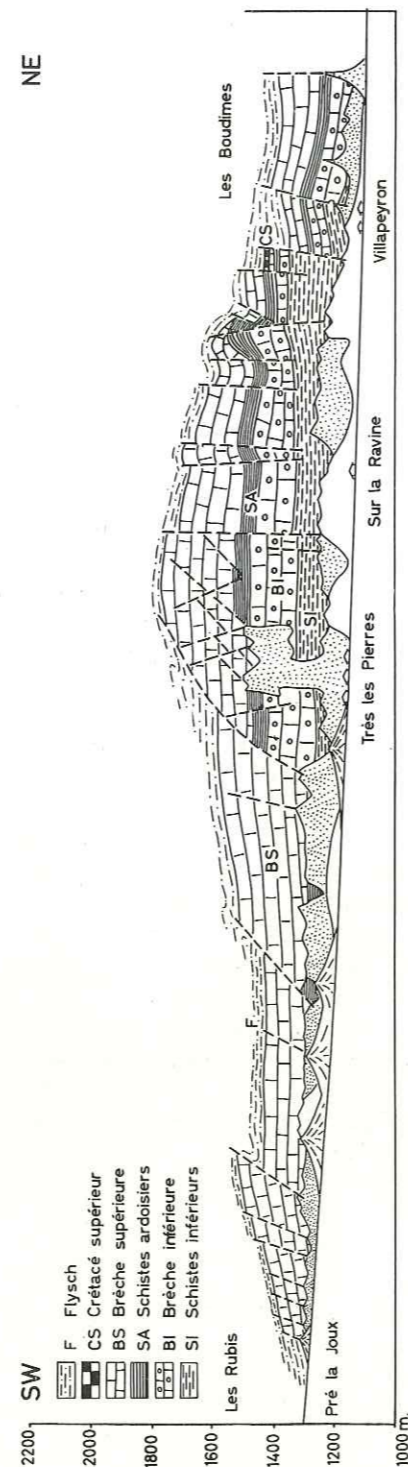 SW
NE
F Flysch
CS Crétacé supérieur
BS Brèche supérieure
SA Schistes ardoisiers
BI Brèche inférieure
SI Schistes inférieurs
2200
2000
1800
1600
1400
1200
1000 m.
Les Rubis
Pré la Joux
F
BS
Très les Pierres
SI
BI
SA
Sur la Ravine
CS
Les Boudimes
Villapeyron